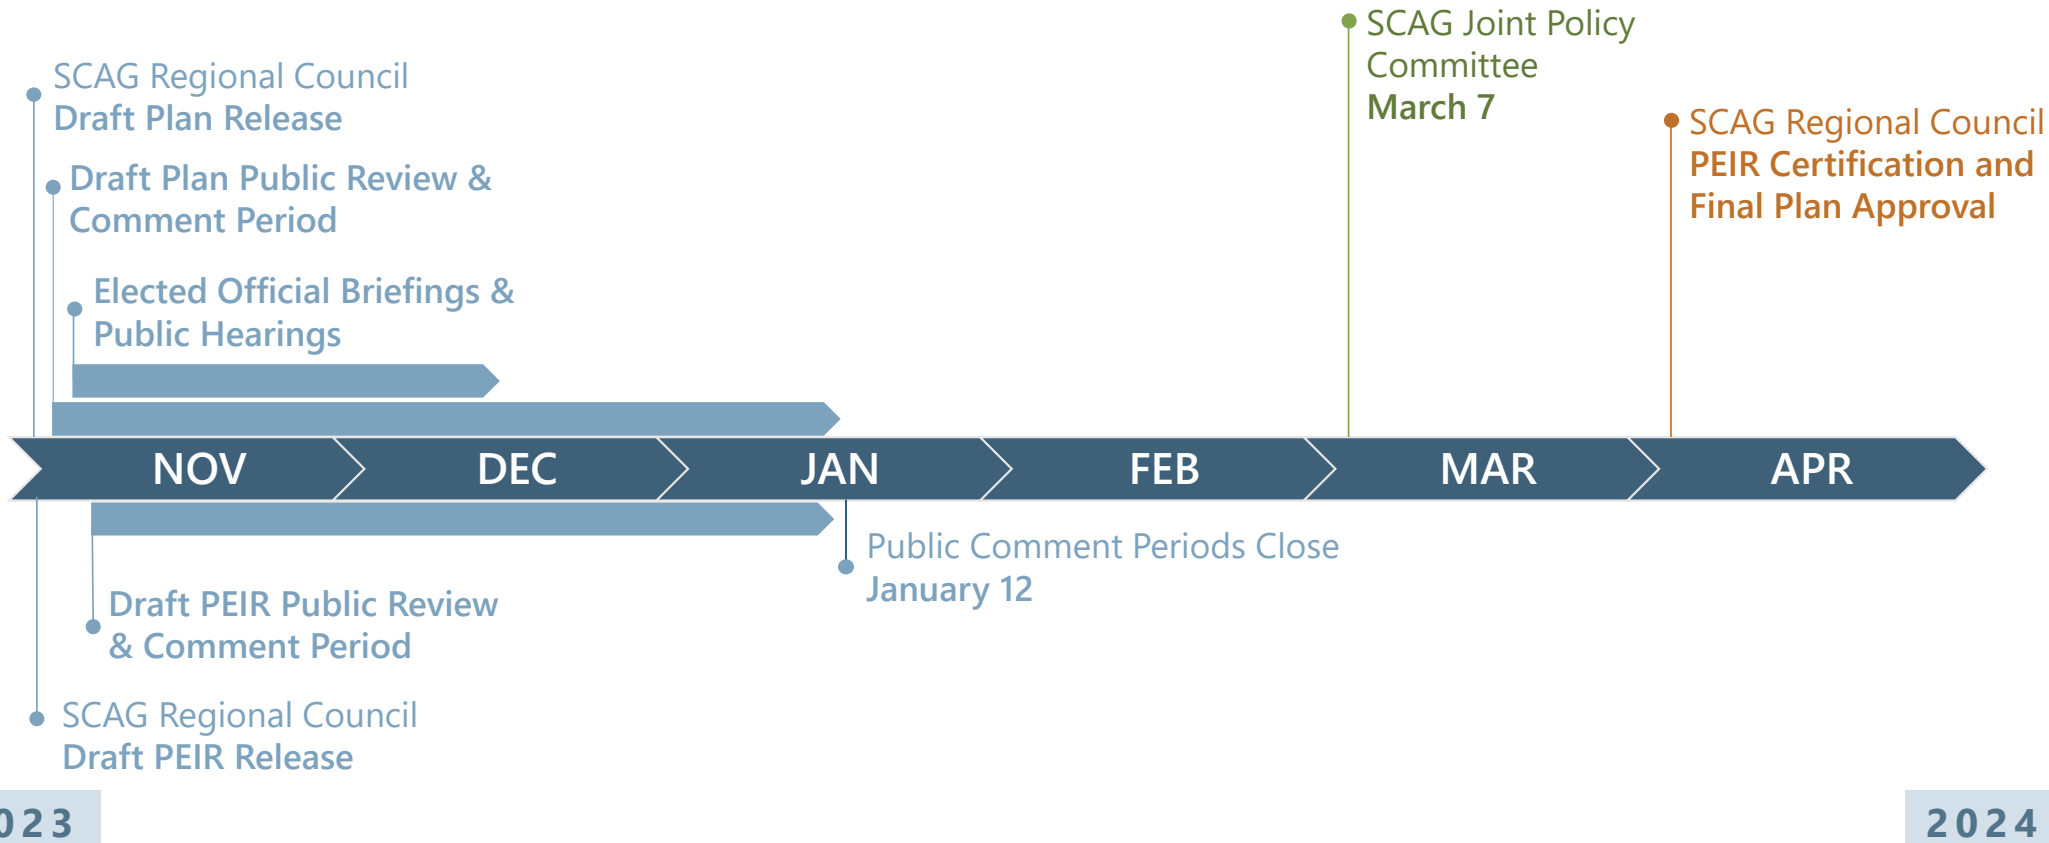 SCAG Regional Council
Draft Plan Release
Draft Plan Public Review &
Comment Period
Elected Official Briefings &
Public Hearings
SCAG Joint Policy
Committee
March 7
SCAG Regional Council
PEIR Certification and
Final Plan Approval
NOV DEC JAN FEB MAR APR
Public Comment Periods Close
January 12
Draft PEIR Public Review
& Comment Period
SCAG Regional Council
Draft PEIR Release
023
2024